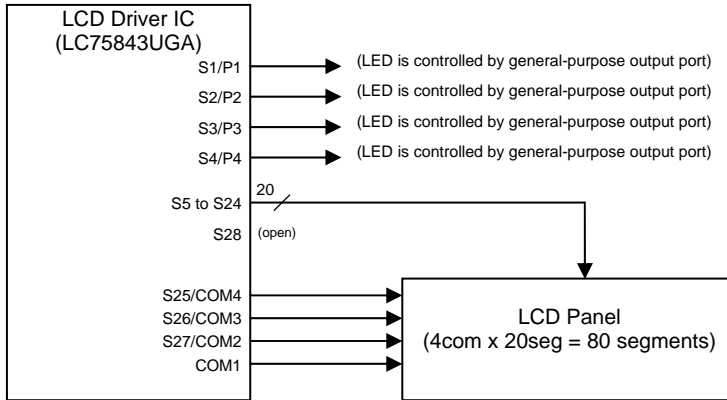 LCD Driver IC
(LC75843UGA)
S1/P1
(LED is controlled by general-purpose output port)
S2/P2
(LED is controlled by general-purpose output port)
S3/P3
(LED is controlled by general-purpose output port)
S4/P4
(LED is controlled by general-purpose output port)
20
S5 to S24
S28
(open)
S25/COM4
S26/COM3
S27/COM2
COM1
LCD Panel
(4com x 20seg = 80 segments)